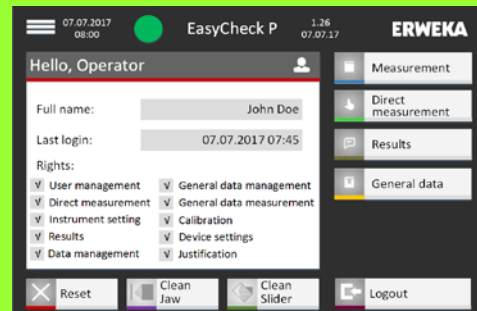 07.07.2017
08:00
EasyCheck P
1.26
07.07.17
ERWEKA
Hello, Operator
Full name: John Doe
Last login: 07.07.2017 07:45
Rights:
√ User management √ General data management
√ Direct measurement √ General data measurement
√ Instrument setting √ Calibration
√ Results √ Device settings
√ Data management √ Justification
Measurement
Direct
measurement
Results
General data
Reset
Clean
Jaw
Clean
Slider
Logout